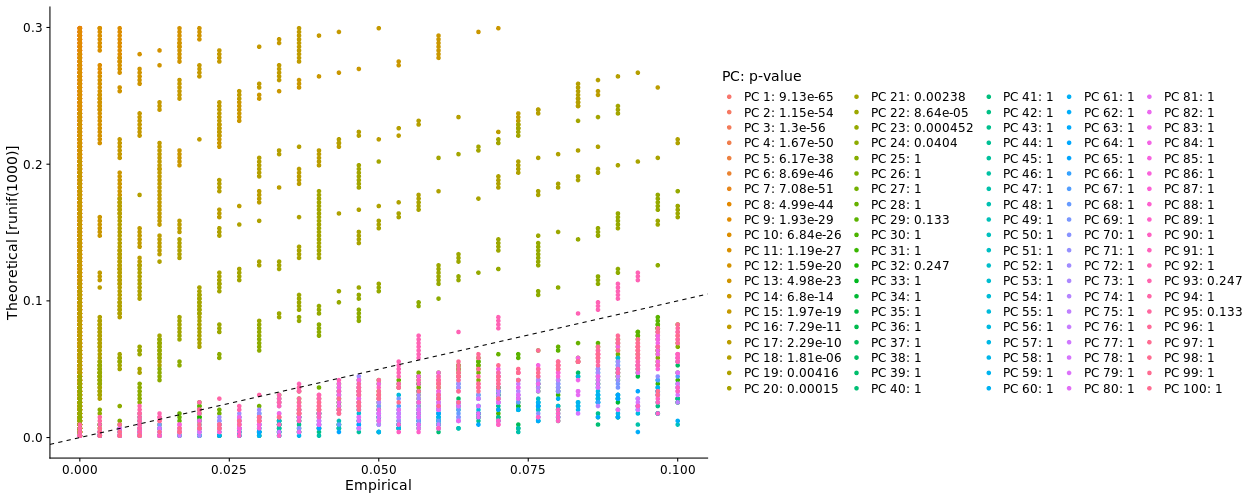 PC: p-value
PC 1: 9.13e-65
PC 2: 1.15e-54
PC 3: 1.3e-56
PC 4: 1.67e-50
PC 5: 6.17e-38
PC 6: 8.69e-46
PC 7: 7.08e-51
PC 8: 4.99e-44
PC 9: 1.93e-29
PC 10: 6.84e-26
PC 11: 1.19e-27
PC 12: 1.59e-20
PC 13: 4.98e-23
PC 14: 6.8e-14
PC 15: 1.97e-19
PC 16: 7.29e-11
PC 17: 2.29e-10
PC 18: 1.81e-06
PC 19: 0.00416
PC 20: 0.00015
PC 21: 0.00238
PC 22: 8.64e-05
PC 23: 0.000452
PC 24: 0.0404
PC 25: 1
PC 26: 1
PC 27: 1
PC 28: 1
PC 29: 0.133
PC 30: 1
PC 31: 1
PC 32: 0.247
PC 33: 1
PC 34: 1
PC 35: 1
PC 36: 1
PC 37: 1
PC 38: 1
PC 39: 1
PC 40: 1
PC 41: 1
PC 42: 1
PC 43: 1
PC 44: 1
PC 45: 1
PC 46: 1
PC 47: 1
PC 48: 1
PC 49: 1
PC 50: 1
PC 51: 1
PC 52: 1
PC 53: 1
PC 54: 1
PC 55: 1
PC 56: 1
PC 57: 1
PC 58: 1
PC 59: 1
PC 60: 1
PC 61: 1
PC 62: 1
PC 63: 1
PC 64: 1
PC 65: 1
PC 66: 1
PC 67: 1
PC 68: 1
PC 69: 1
PC 70: 1
PC 71: 1
PC 72: 1
PC 73: 1
PC 74: 1
PC 75: 1
PC 76: 1
PC 77: 1
PC 78: 1
PC 79: 1
PC 80: 1
PC 81: 1
PC 82: 1
PC 83: 1
PC 84: 1
PC 85: 1
PC 86: 1
PC 87: 1
PC 88: 1
PC 89: 1
PC 90: 1
PC 91: 1
PC 92: 1
PC 93: 0.247
PC 94: 1
PC 95: 0.133
PC 96: 1
PC 97: 1
PC 98: 1
PC 99: 1
PC 100: 1
Theoretical [runif(1000)]
0.3
0.2
0.1
0.0
0.000
0.025
0.050
0.075
0.100
Empirical